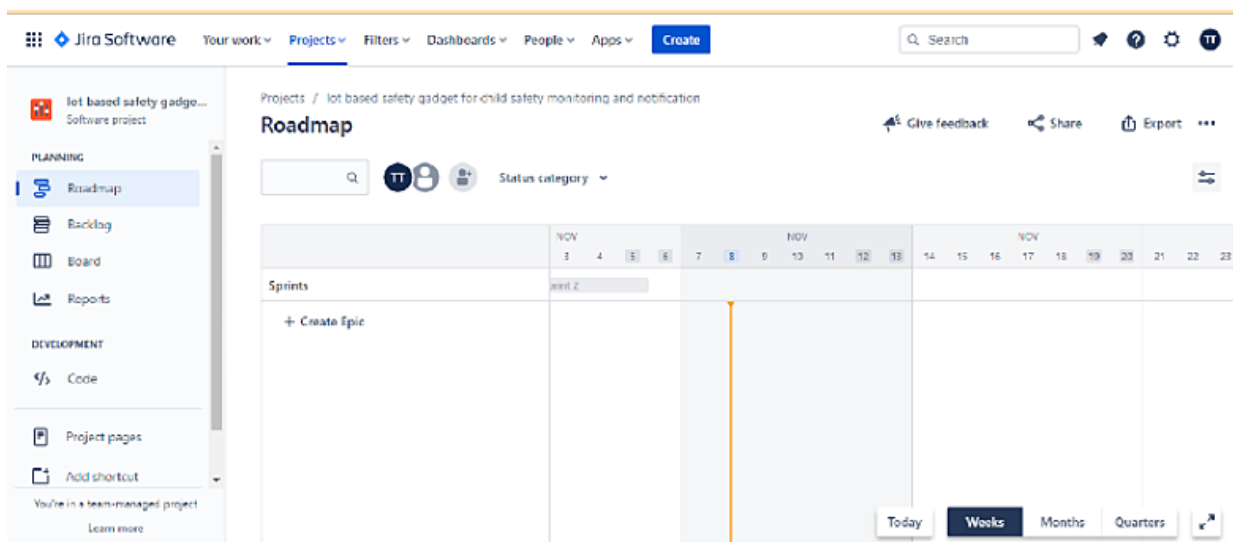 Jira Software Your work Projects Filters Dashboards People Apps Create Search TT
Iot based safety gadge...
Software project
PLANNING
Roadmap
Backlog
Board
Reports
DEVELOPMENT
Code
Project pages
Add shortcut
You're in a team-managed project
Learn more
Projects / Iot based safety gadget for child safety monitoring and notification
Roadmap
Give feedback Share Export
TT Status category
NOV NOV NOV
3 4 5 6 7 8 9 10 11 12 13 14 15 16 17 18 19 20 21 22 23
Sprints 2
+ Create Epic
Today Weeks Months Quarters